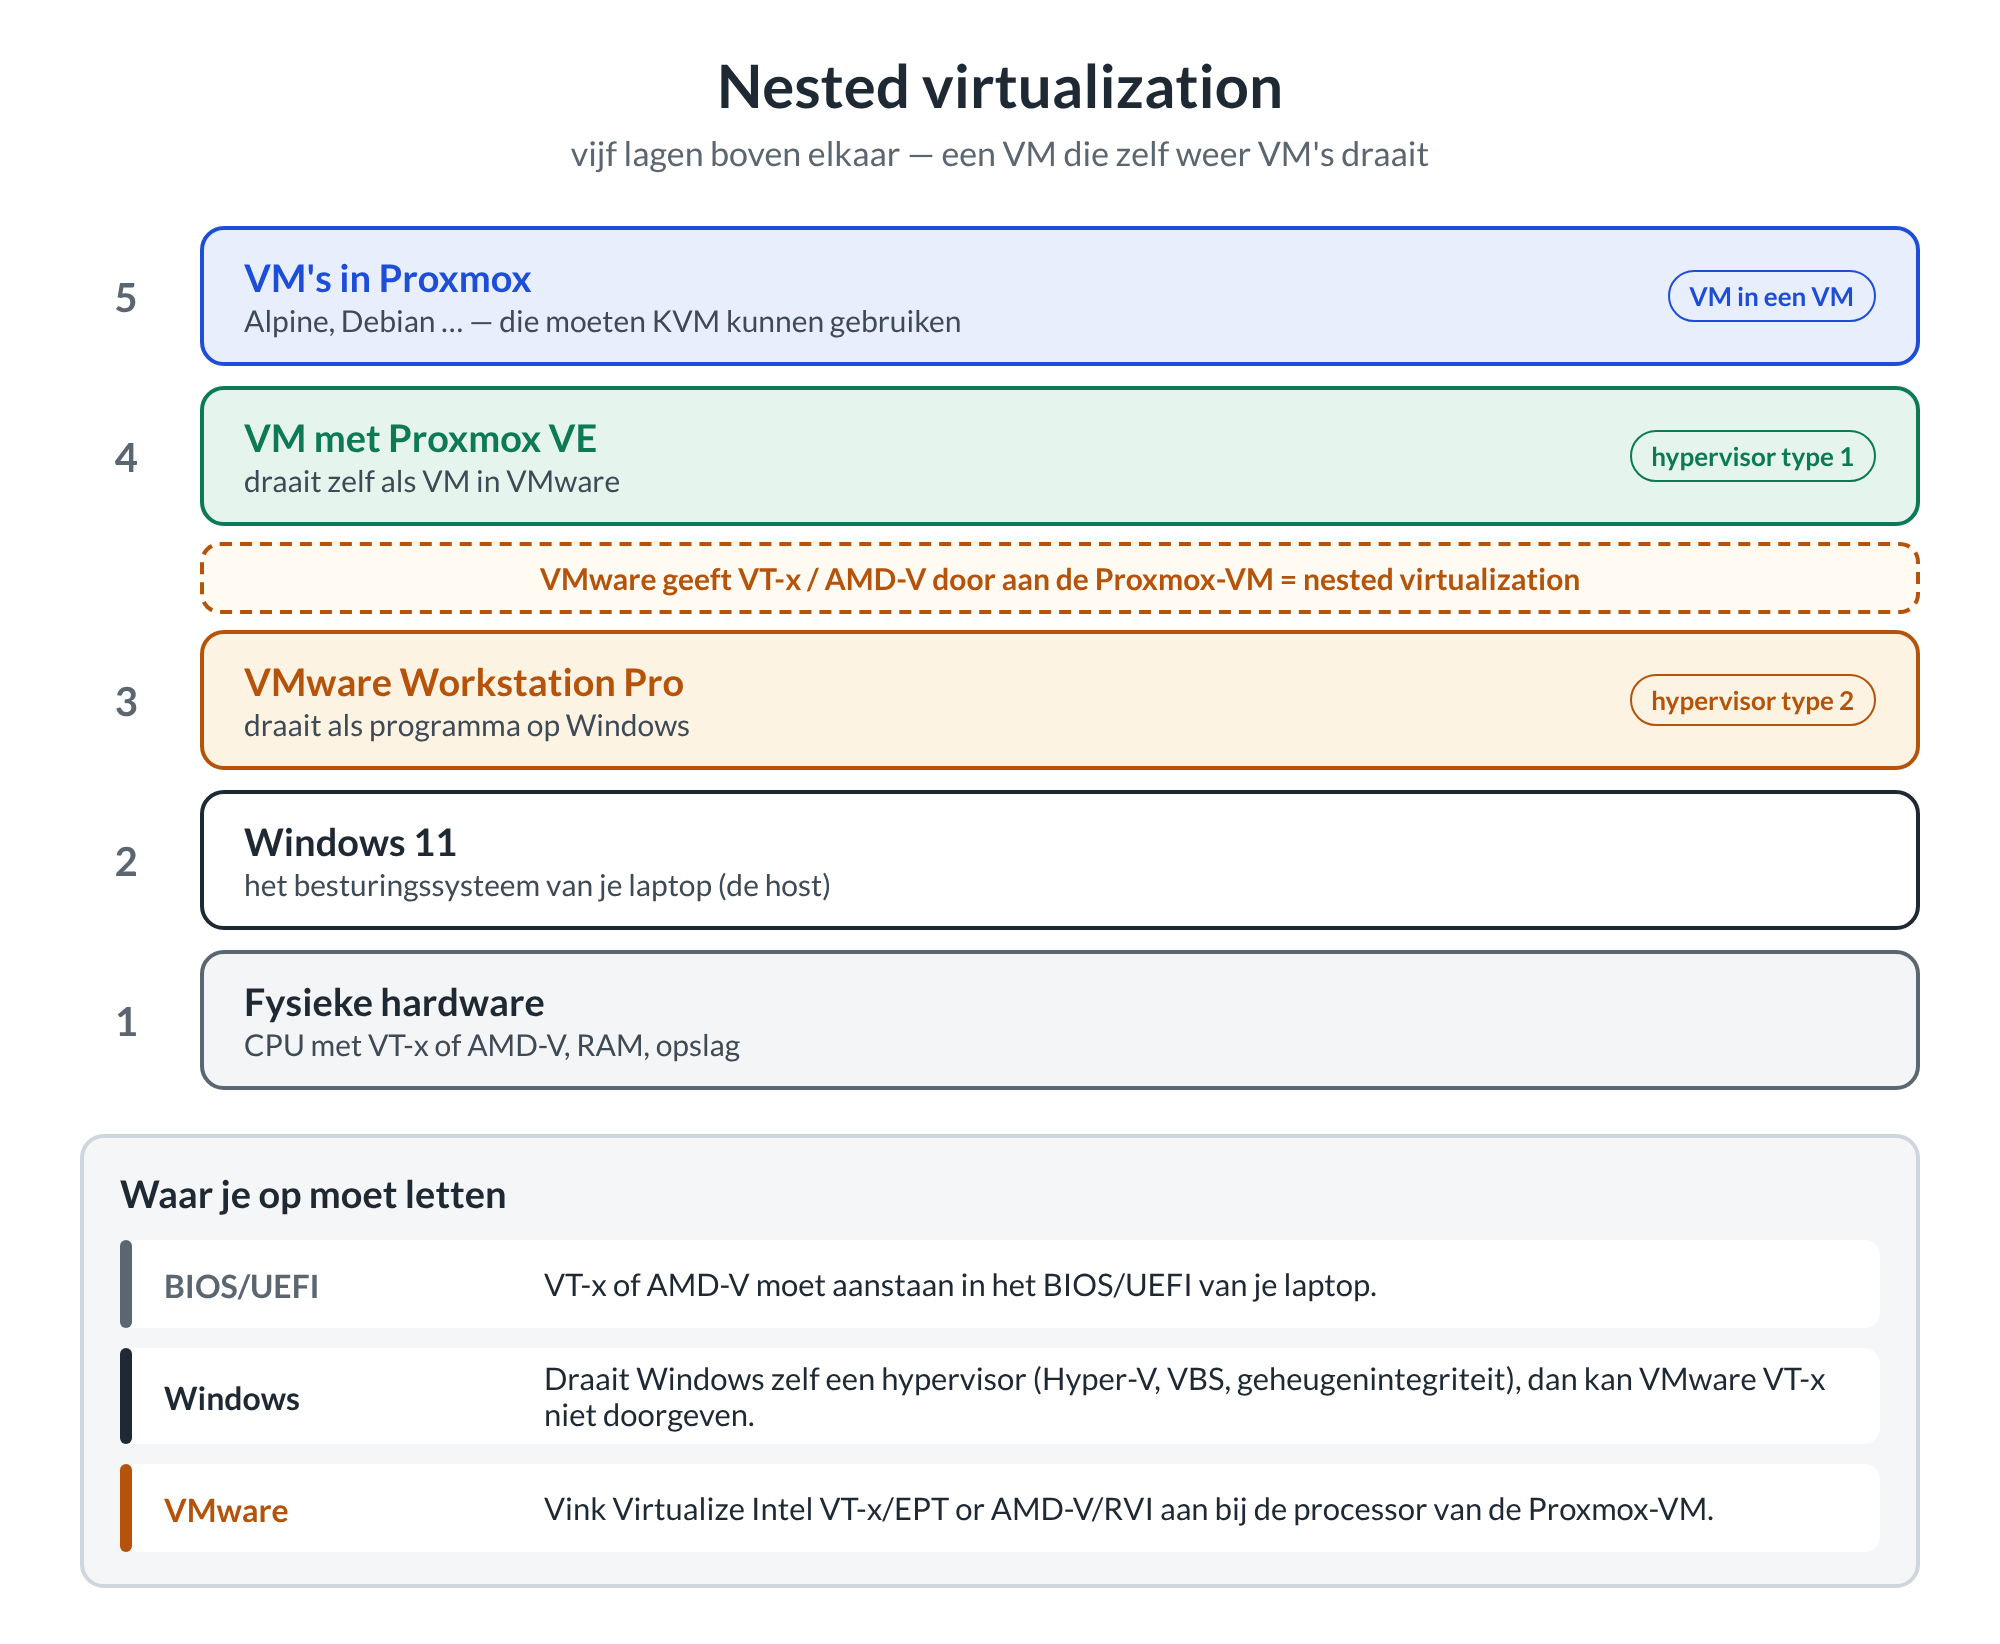 Nested virtualization
vijf lagen boven elkaar — een VM die zelf weer VM's draait
5
VM's in Proxmox
Alpine, Debian ... — die moeten KVM kunnen gebruiken
VM in een VM
4
VM met Proxmox VE
draait zelf als VM in VMware
hypervisor type 1
VMware geeft VT-x / AMD-V door aan de Proxmox-VM = nested virtualization
3
VMware Workstation Pro
draait als programma op Windows
hypervisor type 2
2
Windows 11
het besturingssysteem van je laptop (de host)
1
Fysieke hardware
CPU met VT-x of AMD-V, RAM, opslag
Waar je op moet letten
BIOS/UEFI
VT-x of AMD-V moet aanstaan in het BIOS/UEFI van je laptop.
Windows
Draait Windows zelf een hypervisor (Hyper-V, VBS, geheugenintegriteit), dan kan VMware VT-x
niet doorgeven.
VMware
Vink Virtualize Intel VT-x/EPT or AMD-V/RVI aan bij de processor van de Proxmox-VM.